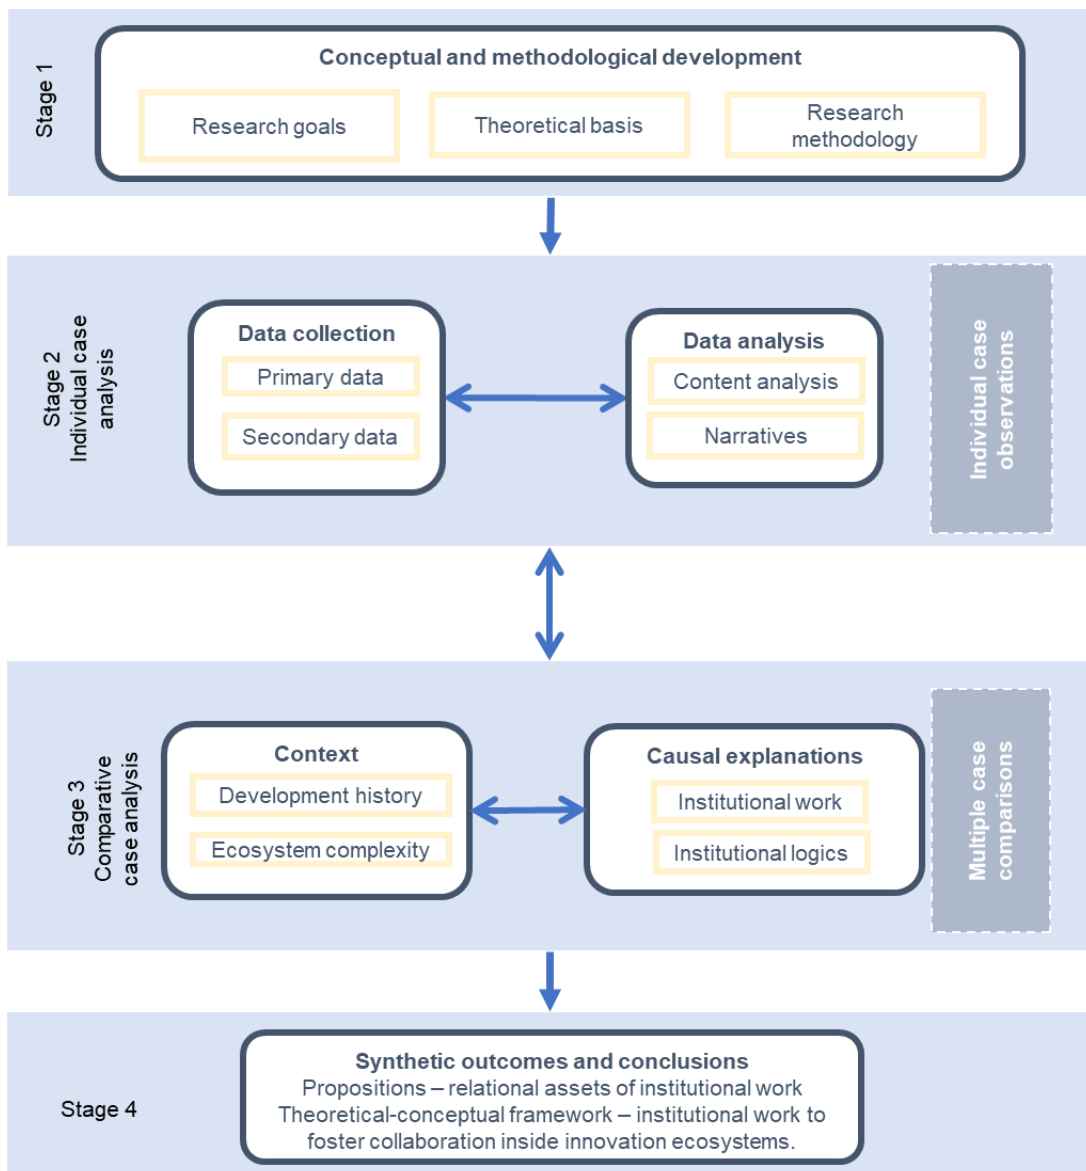 Stage 1
Conceptual and methodological development
Research goals
Theoretical basis
Research
methodology
Stage 2
Individual case
analysis
Data collection
Primary data
Secondary data
Data analysis
Content analysis
Narratives
Individual case
observations
Stage 3
Comparative
case analysis
Context
Development history
Ecosystem complexity
Causal explanations
Institutional work
Institutional logics
Multiple case
comparisons
Stage 4
Synthetic outcomes and conclusions
Propositions – relational assets of institutional work
Theoretical-conceptual framework – institutional work to
foster collaboration inside innovation ecosystems.